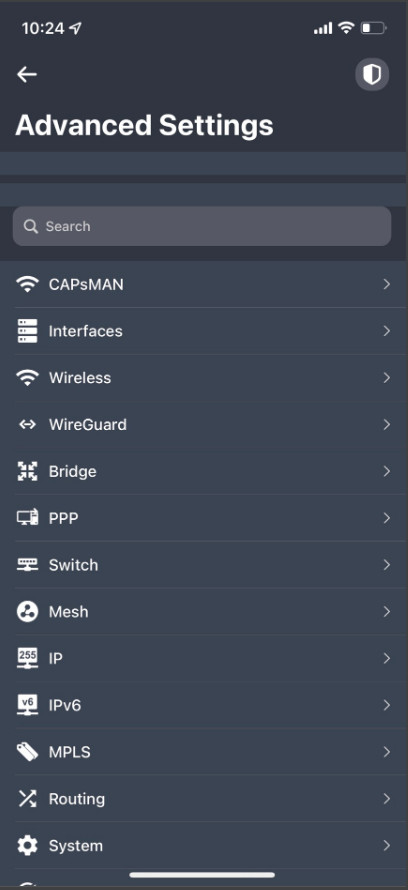 10:24
Advanced Settings
Search
CAPsMAN
Interfaces
Wireless
WireGuard
Bridge
PPP
Switch
Mesh
255
IP
v6
IPv6
MPLS
Routing
System